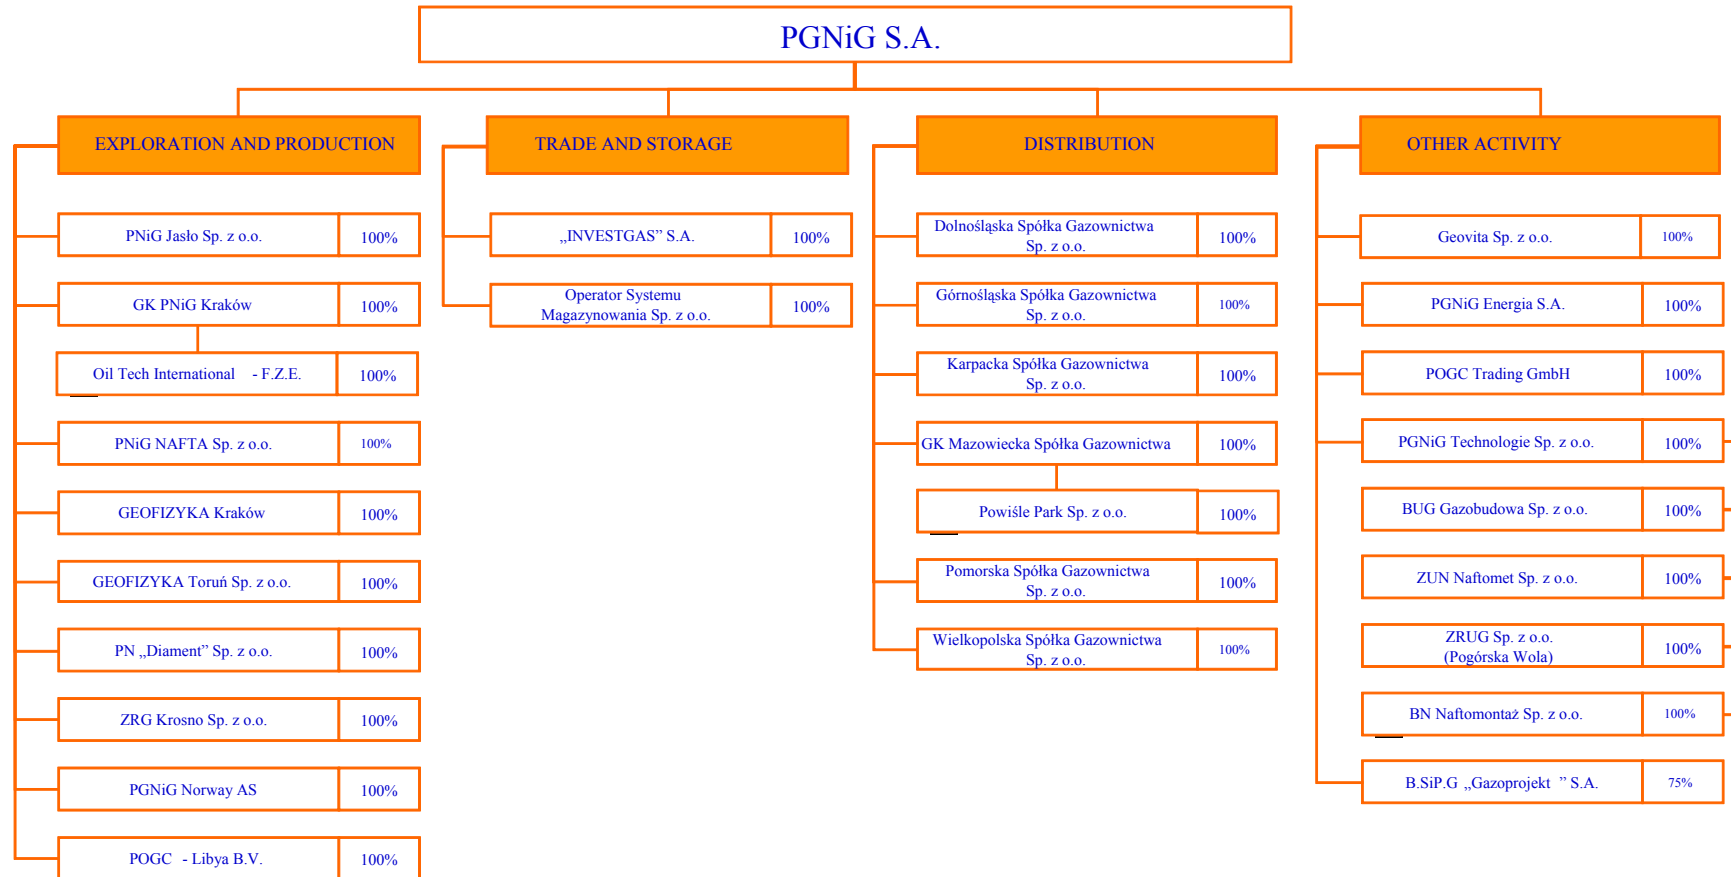 PGNiG S.A.
EXPLORATION AND PRODUCTION
PNiG Jasło Sp. z o.o. 100%
GK PNiG Kraków 100%
Oil Tech International - F.Z.E. 100%
PNiG NAFTA Sp. z o.o. 100%
GEOFIZYKA Kraków 100%
GEOFIZYKA Toruń Sp. z o.o. 100%
PN „Diament” Sp. z o.o. 100%
ZRG Krosno Sp. z o.o. 100%
PGNiG Norway AS 100%
POGC - Libya B.V. 100%
TRADE AND STORAGE
„INVESTGAS” S.A. 100%
Operator Systemu
Magazynowania Sp. z o.o. 100%
DISTRIBUTION
Dolnośląska Spółka Gazownictwa
Sp. z o.o. 100%
Górnośląska Spółka Gazownictwa
Sp. z o.o. 100%
Karpacka Spółka Gazownictwa
Sp. z o.o. 100%
GK Mazowiecka Spółka Gazownictwa 100%
Powiśle Park Sp. z o.o. 100%
Pomorska Spółka Gazownictwa
Sp. z o.o. 100%
Wielkopolska Spółka Gazownictwa
Sp. z o.o. 100%
OTHER ACTIVITY
Geovita Sp. z o.o. 100%
PGNiG Energia S.A. 100%
POGC Trading GmbH 100%
PGNiG Technologie Sp. z o.o. 100%
BUG Gazobudowa Sp. z o.o. 100%
ZUN Naftomet Sp. z o.o. 100%
ZRUG Sp. z o.o.
(Pogórska Wola) 100%
BN Naftomontaż Sp. z o.o. 100%
B.SiP.G „Gazoprojekt ” S.A. 75%